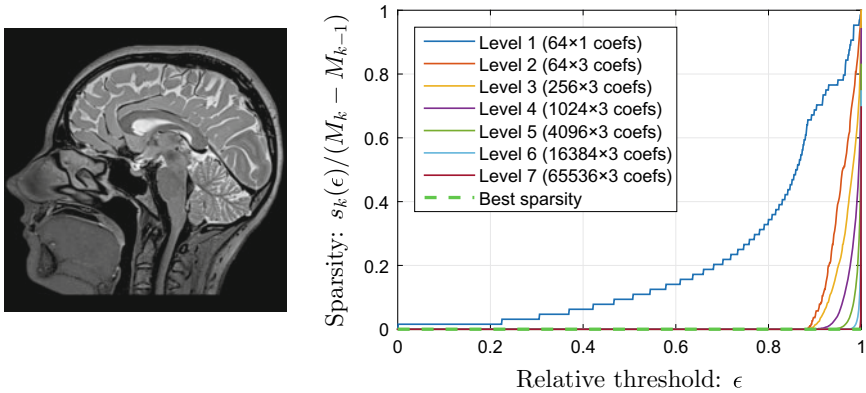 Sparsity: s_k(ϵ)/(M_k − M_{k−1})
1
0.8
0.6
0.4
0.2
0
Level 1 (64×1 coefs)
Level 2 (64×3 coefs)
Level 3 (256×3 coefs)
Level 4 (1024×3 coefs)
Level 5 (4096×3 coefs)
Level 6 (16384×3 coefs)
Level 7 (65536×3 coefs)
Best sparsity
0 0.2 0.4 0.6 0.8 1
Relative threshold: ϵ